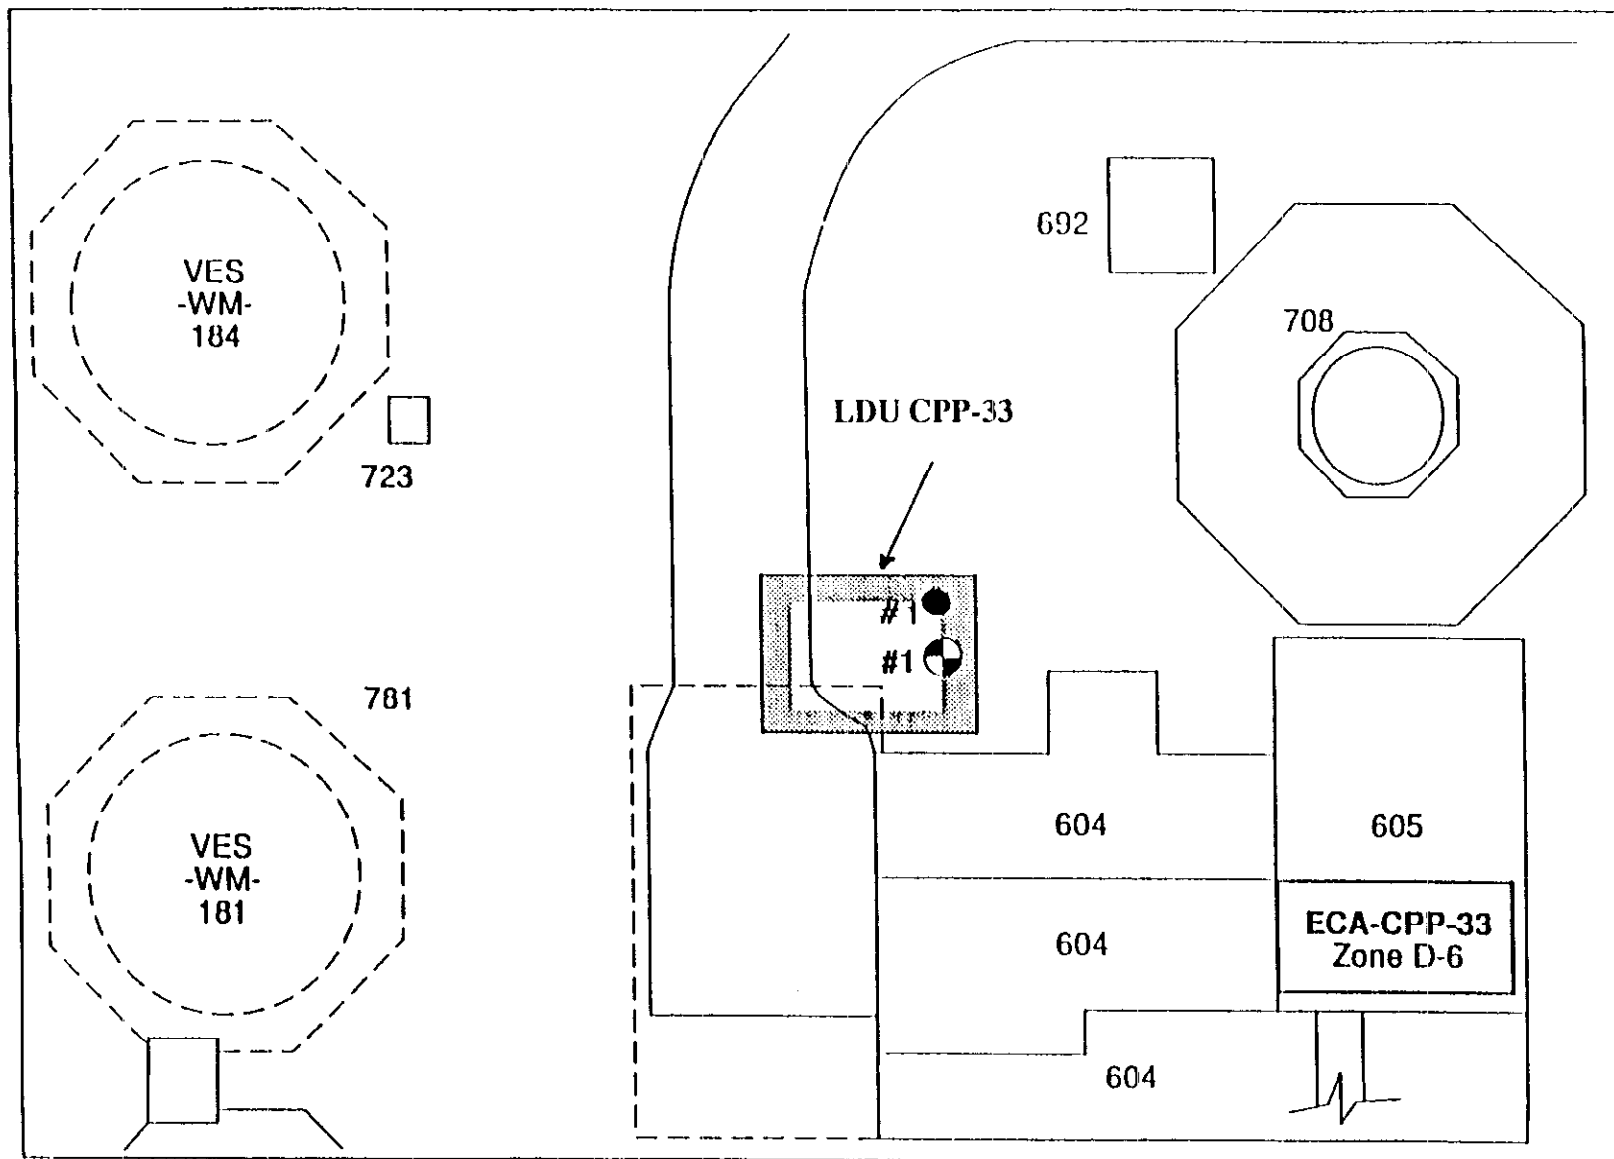 VES
-WM-
184
723
692
708
LDU CPP-33
#1
#1
781
VES
-WM-
181
604
605
604
ECA-CPP-33
Zone D-6
604